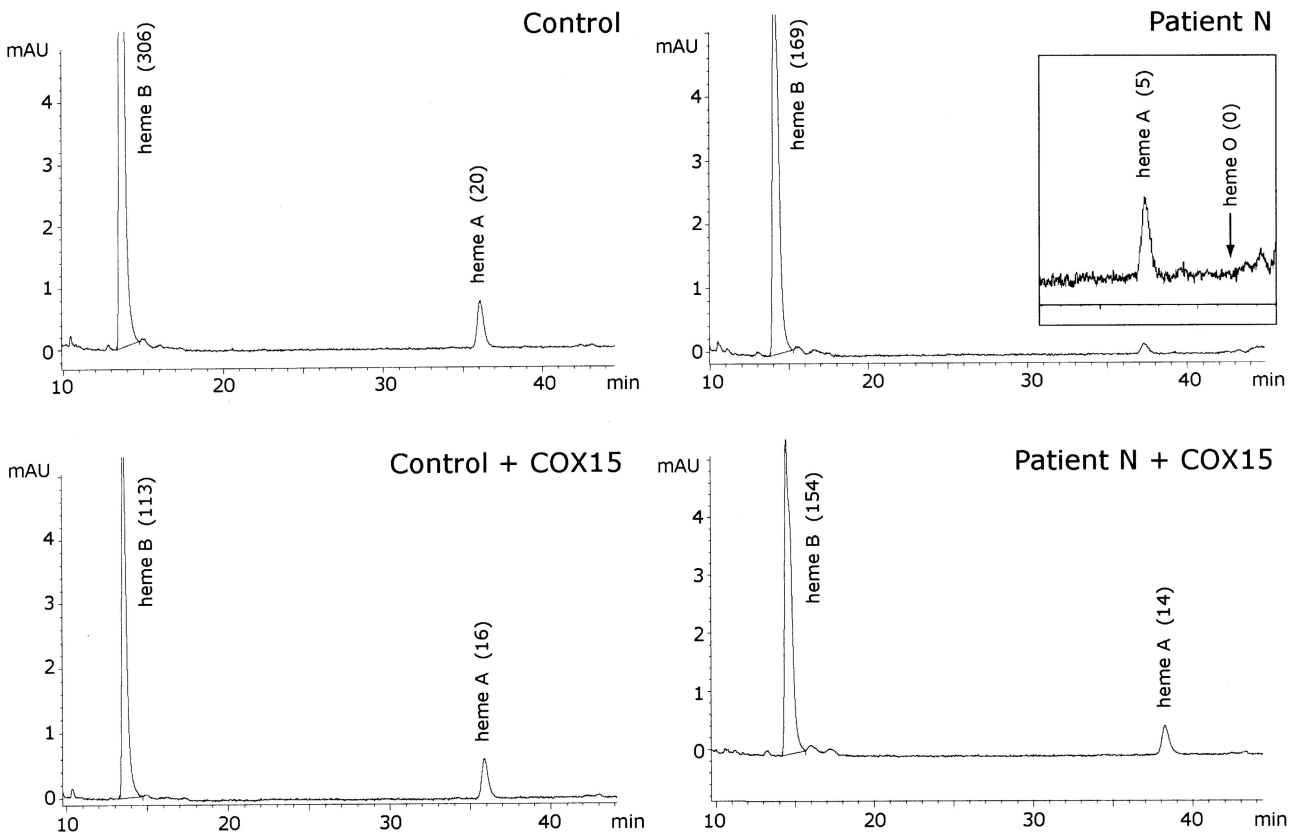 Control
mAU
4
3
2
1
0
heme B (306)
heme A (20)
10
20
30
40
min
Patient N
mAU
4
3
2
1
0
heme B (169)
heme A (5)
heme O (0)
10
20
30
40
min
Control + COX15
mAU
4
3
2
1
0
heme B (113)
heme A (16)
10
20
30
40
min
Patient N + COX15
mAU
4
3
2
1
0
heme B (154)
heme A (14)
10
20
30
40
min